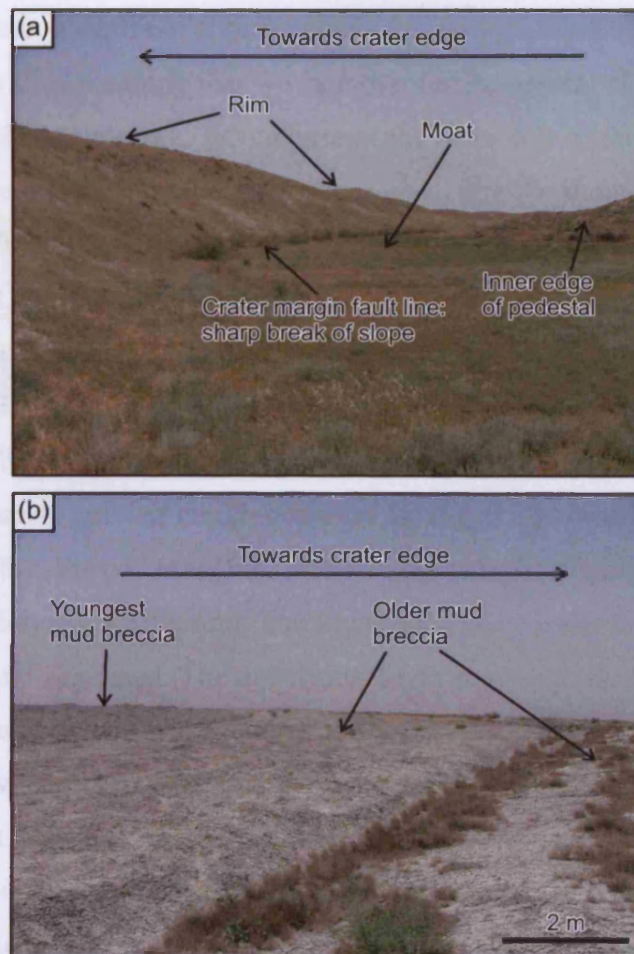 (a)
Towards crater edge
Rim
Moat
Crater margin fault line:
sharp break of slope
Inner edge
of pedestal
(b)
Towards crater edge
Youngest
mud breccia
Older mud
breccia
2 m